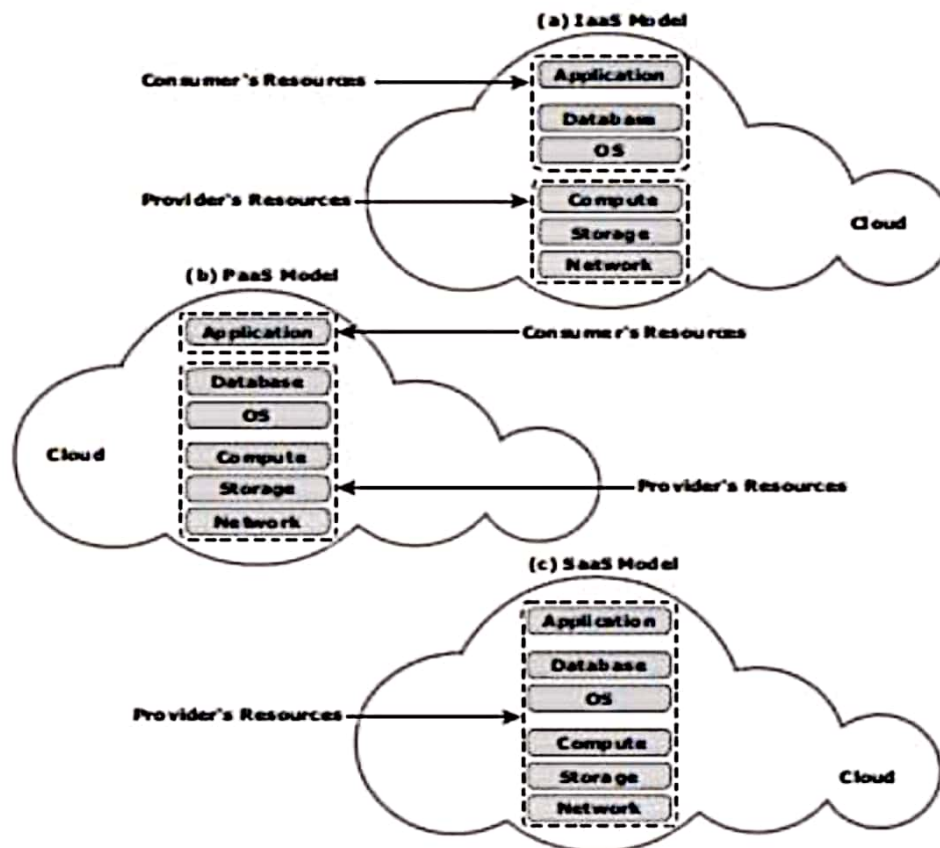 (a) IaaS Model
Consumer's Resources
Application
Database
OS
Provider's Resources
Compute
Storage
Network
Cloud
(b) PaaS Model
Application
Consumer's Resources
Database
OS
Cloud
Compute
Storage
Provider's Resources
Network
(c) SaaS Model
Application
Database
OS
Provider's Resources
Compute
Storage
Cloud
Network